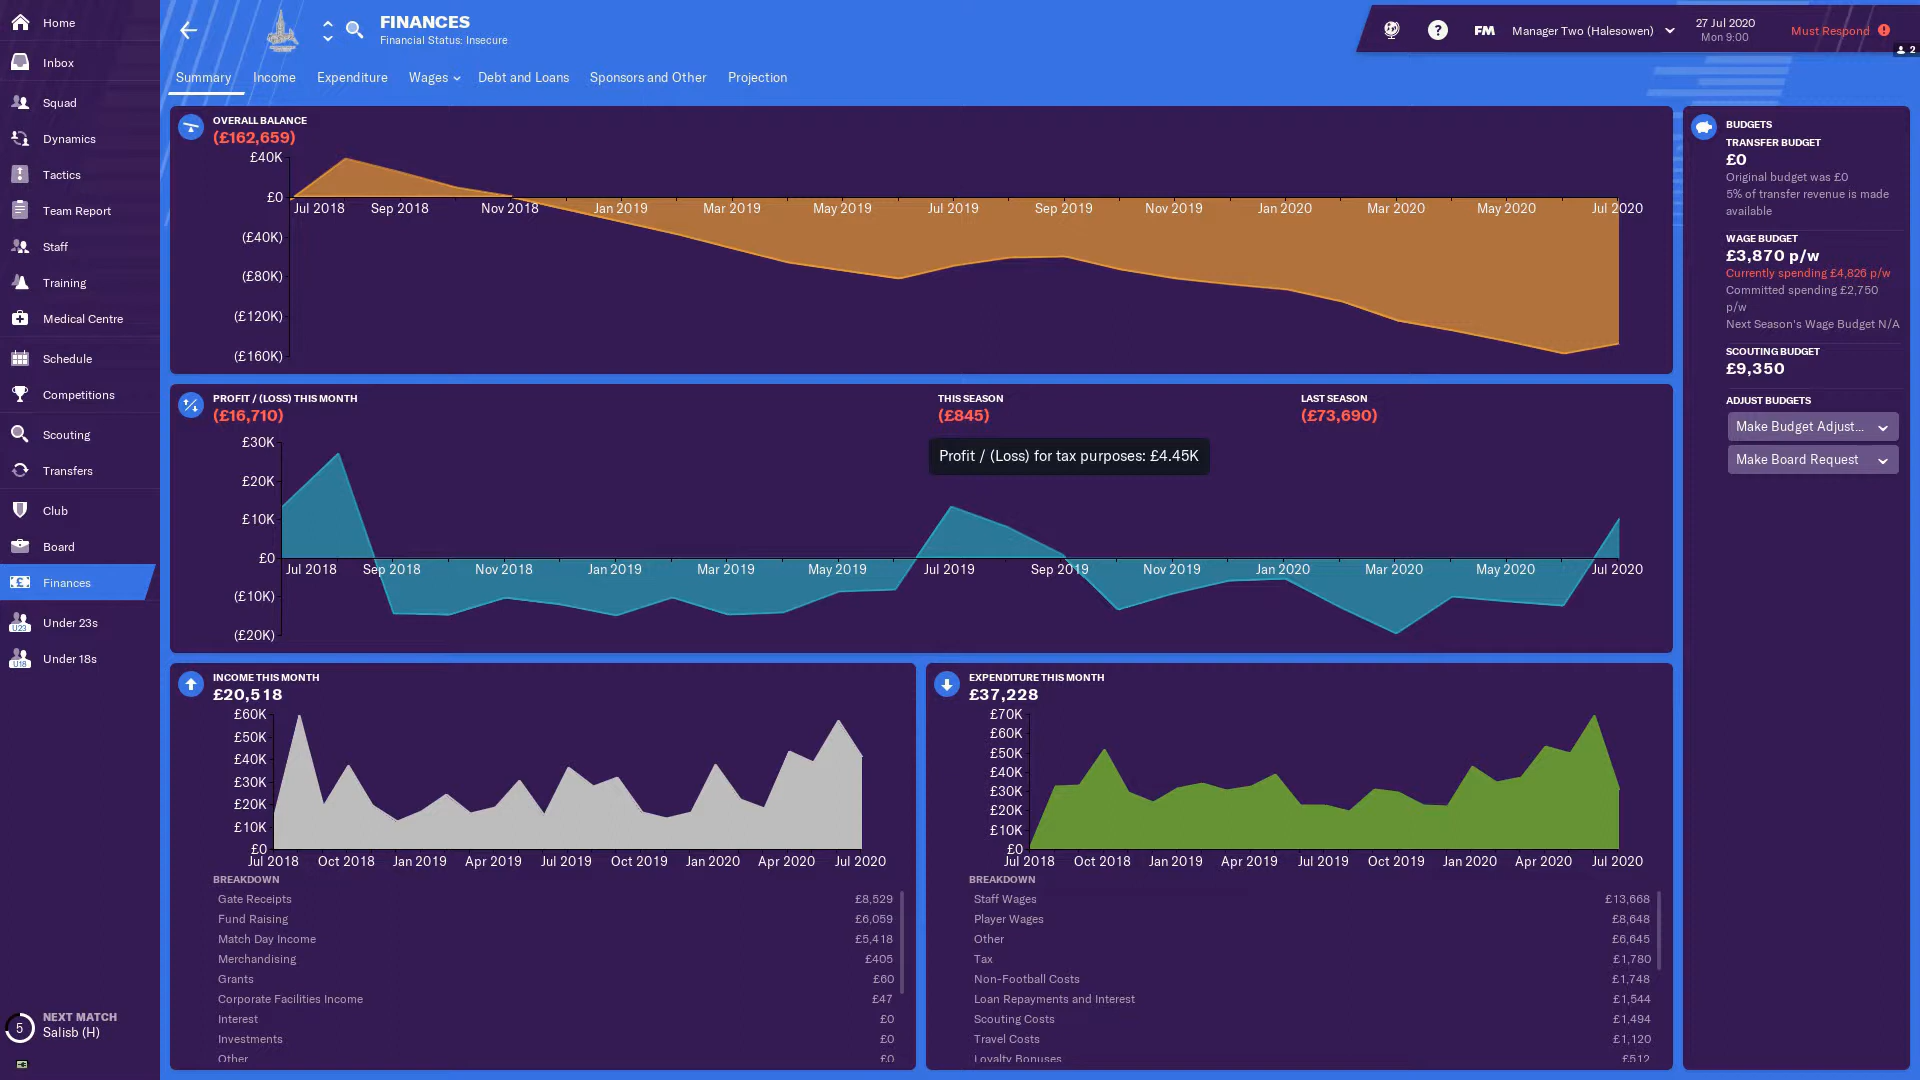 Home
Inbox
Squad
Dynamics
Tactics
Team Report
Staff
Training
Medical Centre
Schedule
Competitions
Scouting
Transfers
Club
Board
Finances
Under 23s
U23
Under 18s
U18
NEXT MATCH
5
Salisb (H)
FINANCES
Financial Status: Insecure
FM
Manager Two (Halesowen)
27 Jul 2020
Mon 9:00
Must Respond
2
Summary
Income
Expenditure
Wages
Debt and Loans
Sponsors and Other
Projection
OVERALL BALANCE
(£162,659)
£40K
£0
(£40K)
(£80K)
(£120K)
(£160K)
Jul 2018 Sep 2018 Nov 2018 Jan 2019 Mar 2019 May 2019 Jul 2019 Sep 2019 Nov 2019 Jan 2020 Mar 2020 May 2020 Jul 2020
PROFIT / (LOSS) THIS MONTH
(£16,710)
THIS SEASON
(£845)
LAST SEASON
(£73,690)
Profit / (Loss) for tax purposes: £4.45K
£30K
£20K
£10K
£0
(£10K)
(£20K)
Jul 2018 Sep 2018 Nov 2018 Jan 2019 Mar 2019 May 2019 Jul 2019 Sep 2019 Nov 2019 Jan 2020 Mar 2020 May 2020 Jul 2020
INCOME THIS MONTH
£20,518
£60K
£50K
£40K
£30K
£20K
£10K
£0
Jul 2018 Oct 2018 Jan 2019 Apr 2019 Jul 2019 Oct 2019 Jan 2020 Apr 2020 Jul 2020
BREAKDOWN
Gate Receipts £8,529
Fund Raising £6,059
Match Day Income £5,418
Merchandising £405
Grants £60
Corporate Facilities Income £47
Interest £0
Investments £0
Other £0
EXPENDITURE THIS MONTH
£37,228
£70K
£60K
£50K
£40K
£30K
£20K
£10K
£0
Jul 2018 Oct 2018 Jan 2019 Apr 2019 Jul 2019 Oct 2019 Jan 2020 Apr 2020 Jul 2020
BREAKDOWN
Staff Wages £13,668
Player Wages £8,648
Other £6,645
Tax £1,780
Non-Football Costs £1,748
Loan Repayments and Interest £1,544
Scouting Costs £1,494
Travel Costs £1,120
Loyalty Bonuses £512
BUDGETS
TRANSFER BUDGET
£0
Original budget was £0
5% of transfer revenue is made
available
WAGE BUDGET
£3,870 p/w
Currently spending £4,826 p/w
Committed spending £2,750
p/w
Next Season's Wage Budget N/A
SCOUTING BUDGET
£9,350
ADJUST BUDGETS
Make Budget Adjust...
Make Board Request